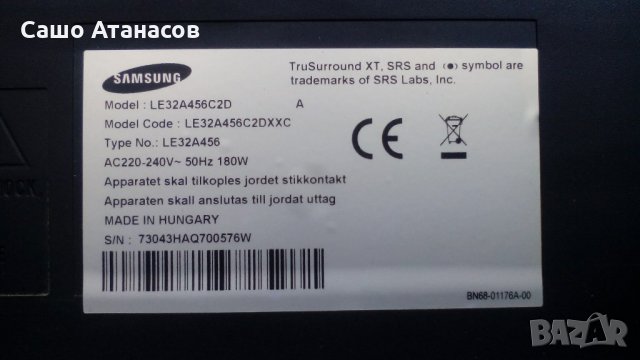 Сашо Атанасов
SAMSUNG
TruSurround XT, SRS and (●) symbol are
trademarks of SRS Labs, Inc.
Model : LE32A456C2D A
Model Code : LE32A456C2DXXC
Type No.: LE32A456
AC220-240V~ 50Hz 180W
CE
Apparatet skal tilkoples jordet stikkontakt
Apparaten skall anslutas till jordat uttag
MADE IN HUNGARY
S/N : 73043HAQ700576W
BN68-01176A-00
BAZAR